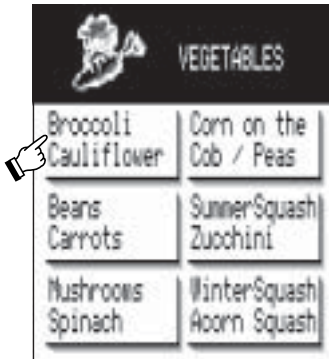 VEGETABLES
Broccoli
Cauliflower
Corn on the
Cob / Peas
Beans
Carrots
SummerSquash
Zucchini
Mushrooms
Spinach
WinterSquash
Acorn Squash